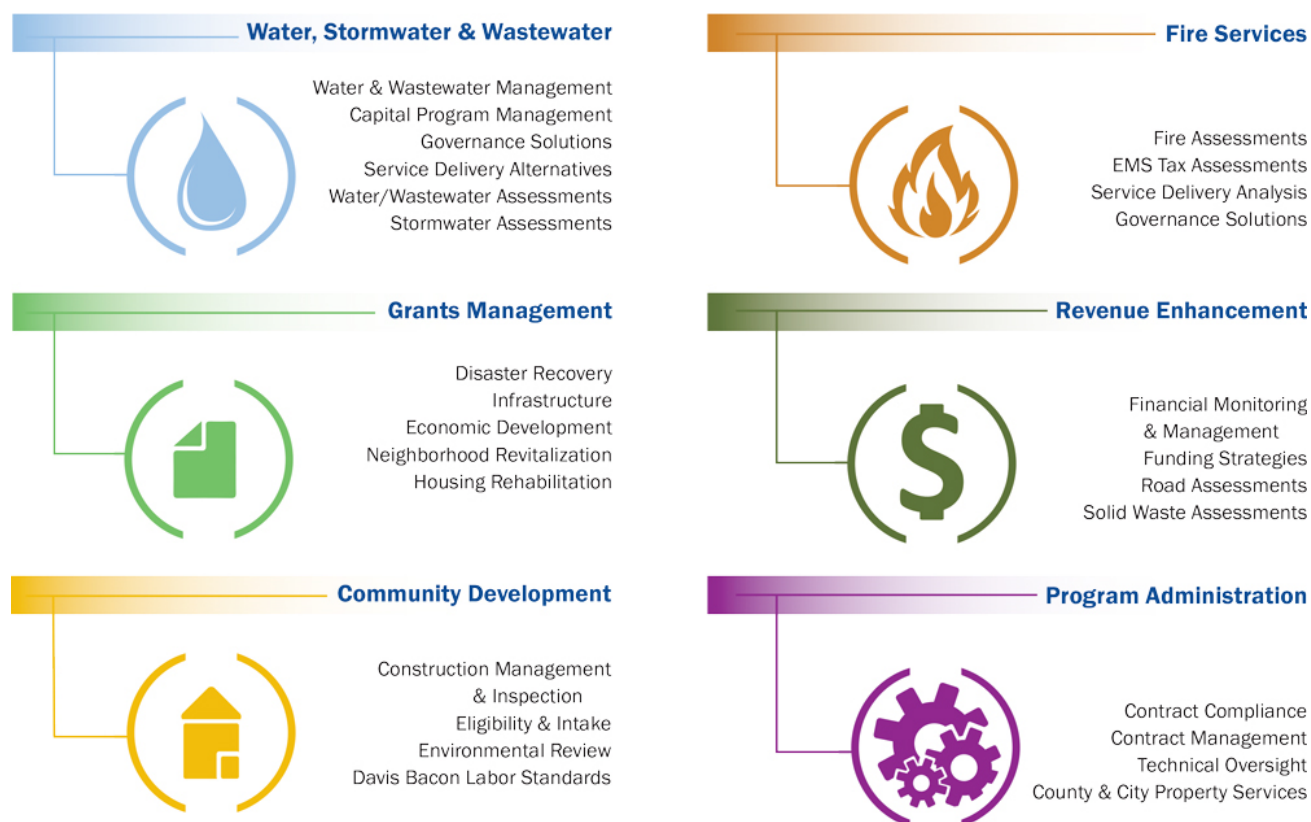 Water, Stormwater & Wastewater
Water & Wastewater Management
Capital Program Management
Governance Solutions
Service Delivery Alternatives
Water/Wastewater Assessments
Stormwater Assessments
Fire Services
Fire Assessments
EMS Tax Assessments
Service Delivery Analysis
Governance Solutions
Grants Management
Disaster Recovery
Infrastructure
Economic Development
Neighborhood Revitalization
Housing Rehabilitation
Revenue Enhancement
Financial Monitoring
& Management
Funding Strategies
Road Assessments
Solid Waste Assessments
Community Development
Construction Management
& Inspection
Eligibility & Intake
Environmental Review
Davis Bacon Labor Standards
Program Administration
Contract Compliance
Contract Management
Technical Oversight
County & City Property Services